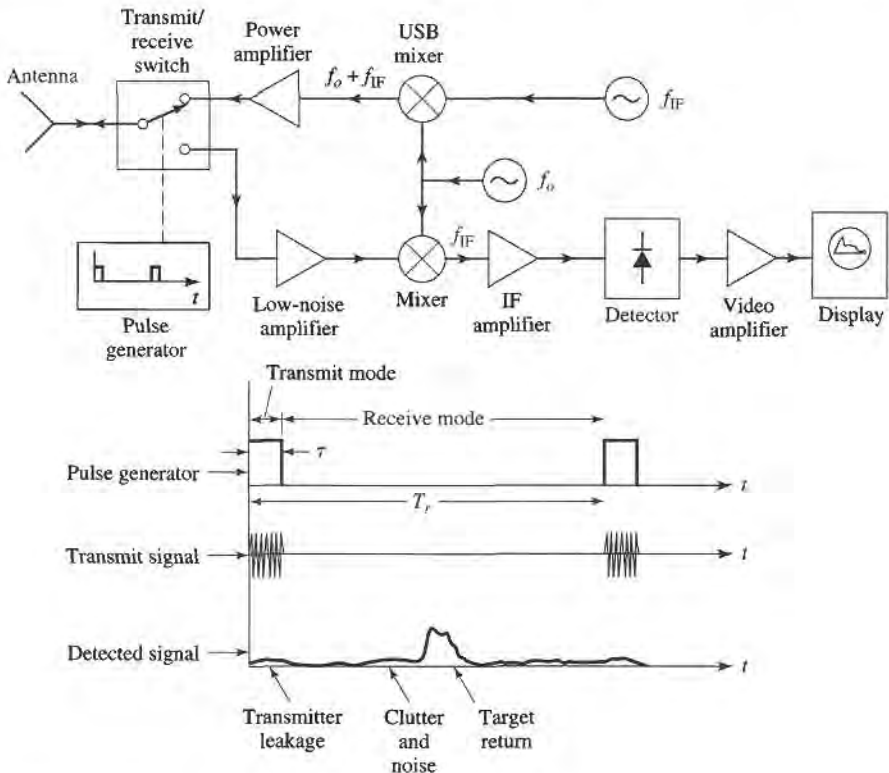 Transmit/
receive
switch
Power
amplifier
USB
mixer
Antenna
f_o + f_IF
f_IF
f_o
f_IF
t
Pulse
generator
Low-noise
amplifier
Mixer
IF
amplifier
Detector
Video
amplifier
Display
Transmit mode
Receive mode
τ
Pulse generator
t
T_r
Transmit signal
t
Detected signal
t
Transmitter
leakage
Clutter
and
noise
Target
return